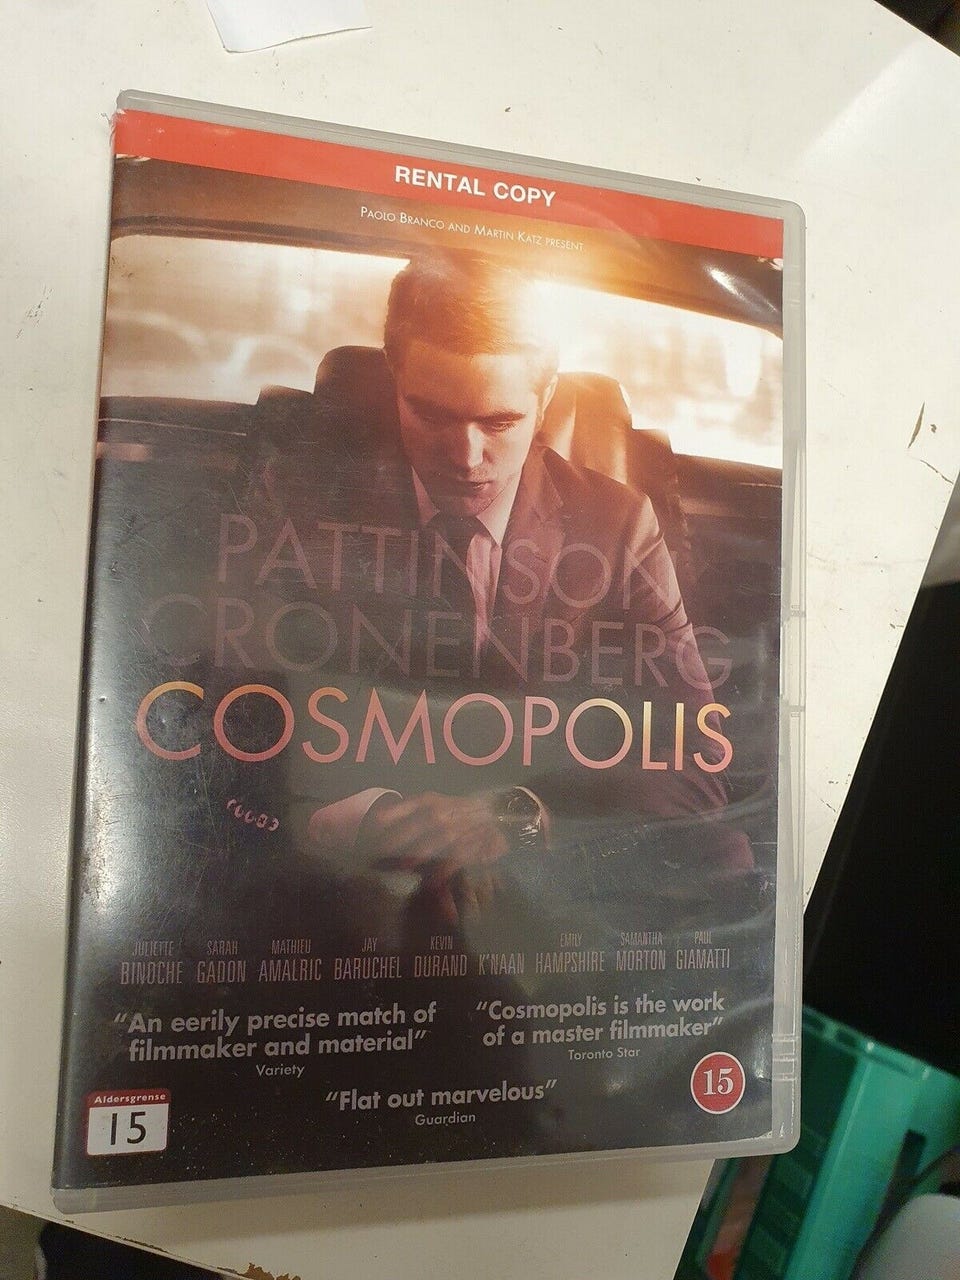 RENTAL COPY
PAOLO BRANCO AND MARTIN KATZ PRESENT
PATTINSON
CRONENBERG
COSMOPOLIS
JULIETTE BINOCHE
SARAH GADON
MATHIEU AMALRIC
JAY BARUCHEL
KEVIN DURAND
K'NAAN
EMILY HAMPSHIRE
SAMANTHA MORTON
PAUL GIAMATTI
“An eerily precise match of
filmmaker and material”
Variety
“Cosmopolis is the work
of a master filmmaker”
Toronto Star
“Flat out marvelous”
Guardian
Aldersgrense
15
15